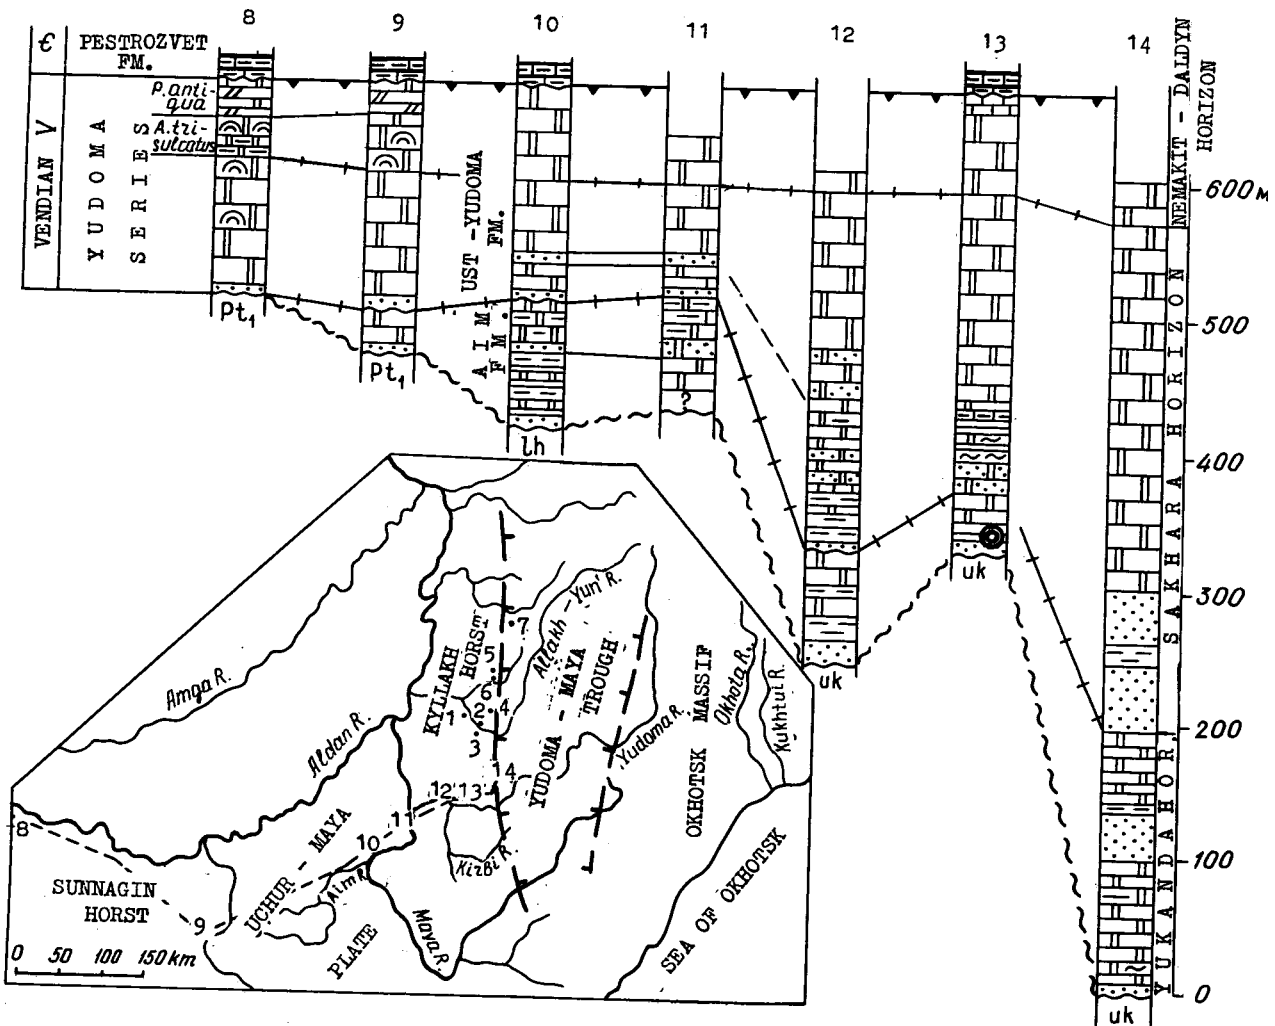 8
9
10
11
12
13
14
€
PESTROZVET
FM.
VENDIAN V
YUDOMA
SERIES
P. anti-
qua
A. tri-
sulcatus
Pt₁
Pt₁
lh
?
uk
uk
uk
UST-YUDOMA
FM.
AIM
FM.
NEMAKIT-DALDYN
HORIZON
SAKHARA HORIZON
YUKANDA HOR.
600 м
500
400
300
200
100
0
Amga R.
Aldan R.
KYLLAKH
HORST
Allakh-Yun' R.
YUDOMA-MAYA
TROUGH
Yudoma R.
OKHOTSK MASSIF
Okhota R.
Kukhtui R.
SEA OF OKHOTSK
7
5
6
1
2
4
3
14
12
13
11
10
8
9
UCHUR-MAYA
PLATE
Aim R.
Kirbi R.
Maya R.
SUNNAGIN
HORST
0 50 100 150 km